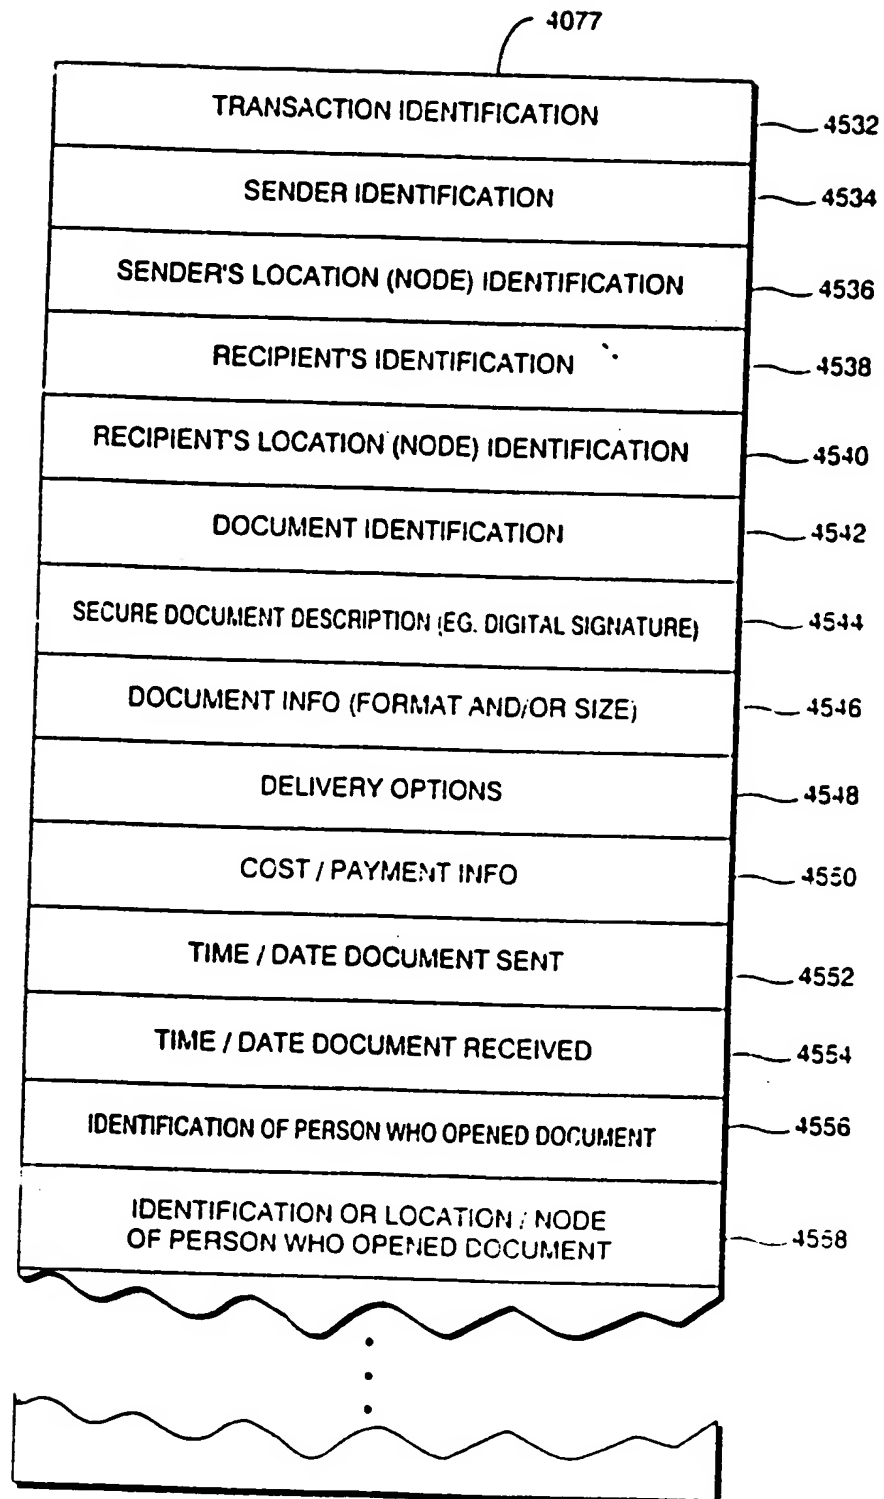 4077
TRANSACTION IDENTIFICATION 4532
SENDER IDENTIFICATION 4534
SENDER'S LOCATION (NODE) IDENTIFICATION 4536
RECIPIENT'S IDENTIFICATION 4538
RECIPIENT'S LOCATION (NODE) IDENTIFICATION 4540
DOCUMENT IDENTIFICATION 4542
SECURE DOCUMENT DESCRIPTION (EG. DIGITAL SIGNATURE) 4544
DOCUMENT INFO (FORMAT AND/OR SIZE) 4546
DELIVERY OPTIONS 4548
COST / PAYMENT INFO 4550
TIME / DATE DOCUMENT SENT 4552
TIME / DATE DOCUMENT RECEIVED 4554
IDENTIFICATION OF PERSON WHO OPENED DOCUMENT 4556
IDENTIFICATION OR LOCATION / NODE
OF PERSON WHO OPENED DOCUMENT 4558